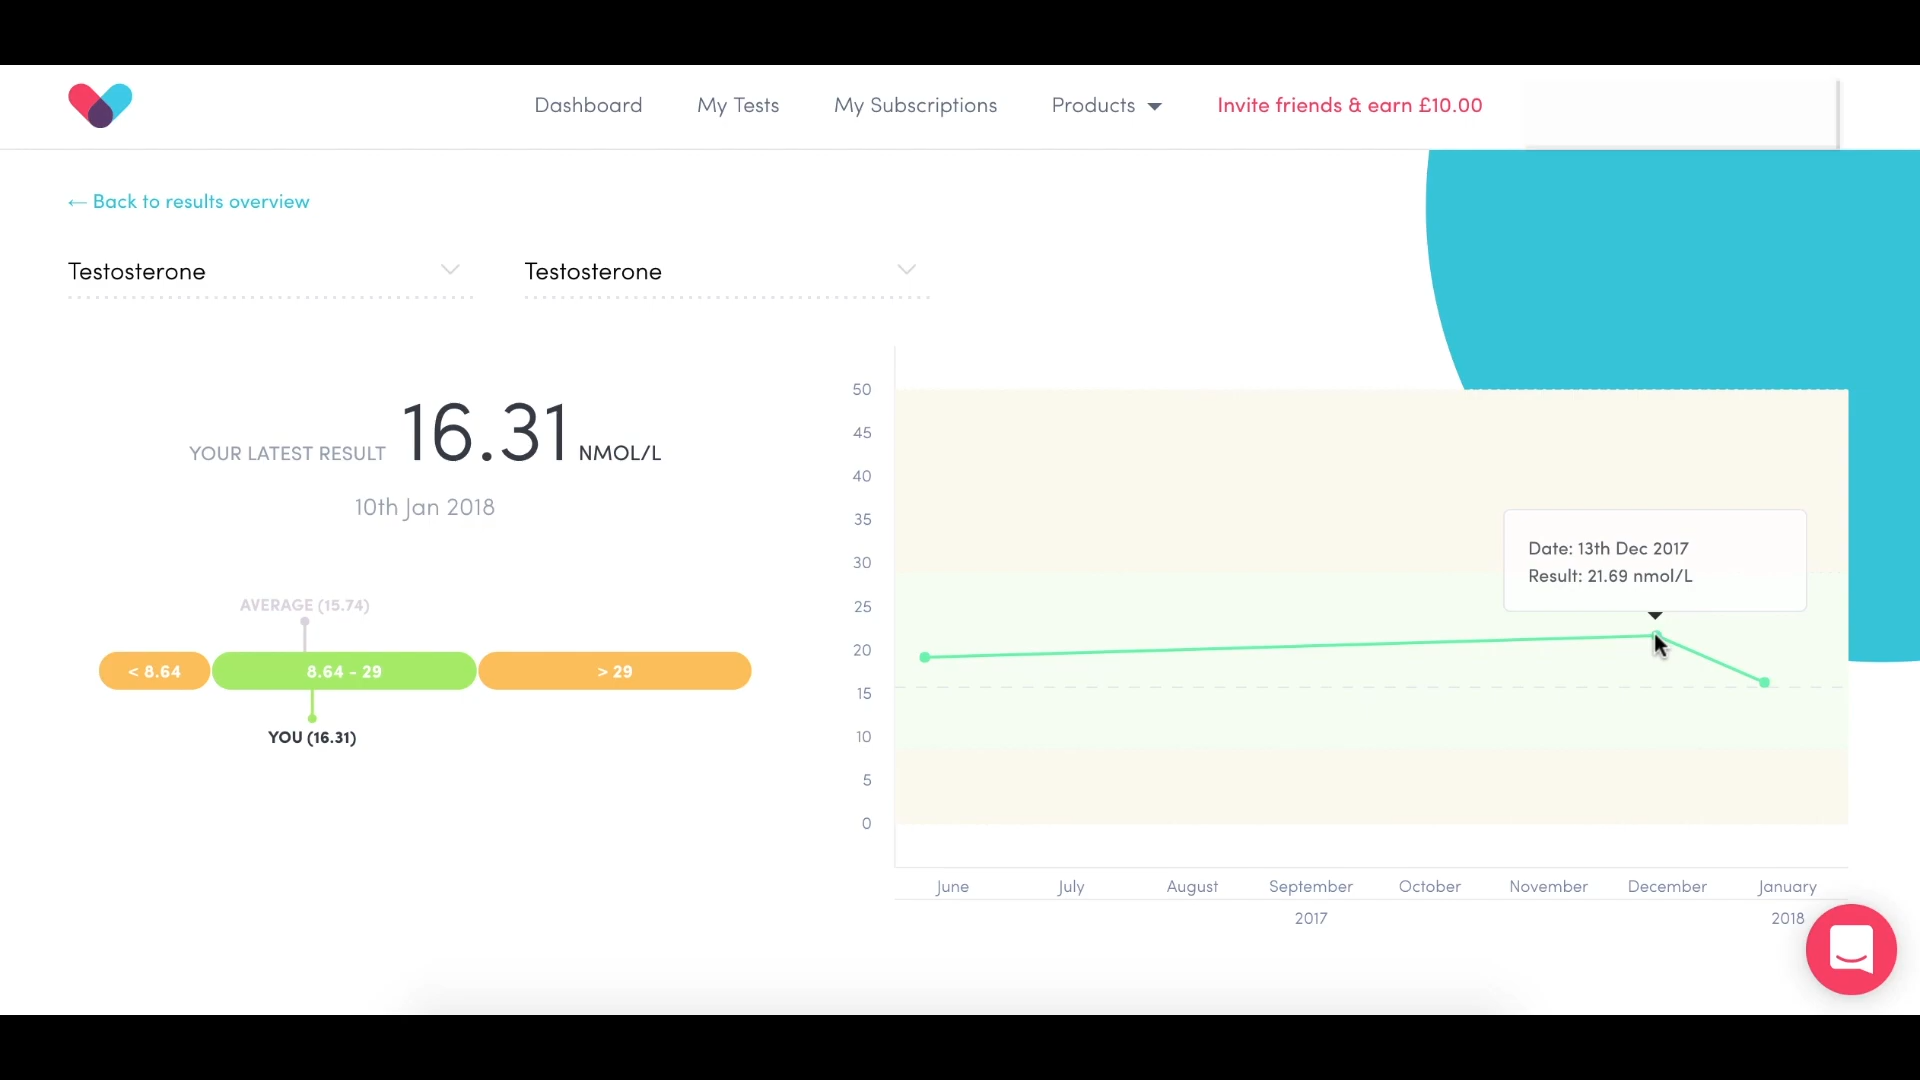 Dashboard My Tests My Subscriptions Products Invite friends & earn £10.00
← Back to results overview
Testosterone Testosterone
YOUR LATEST RESULT 16.31 NMOL/L
10th Jan 2018
AVERAGE (15.74)
< 8.64 8.64 - 29 > 29
YOU (16.31)
50
45
40
35
30
25
20
15
10
5
0
Date: 13th Dec 2017
Result: 21.69 nmol/L
June July August September October November December January
2017 2018